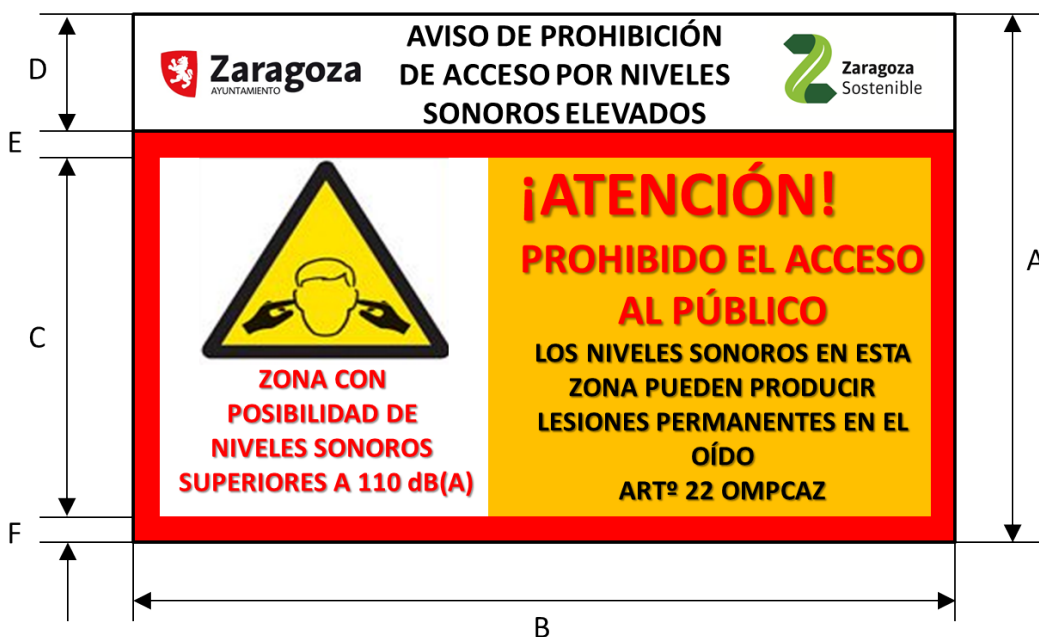 D
Zaragoza
AYUNTAMIENTO
AVISO DE PROHIBICIÓN
DE ACCESO POR NIVELES
SONOROS ELEVADOS
Zaragoza
Sostenible
E
A
C
ZONA CON
POSIBILIDAD DE
NIVELES SONOROS
SUPERIORES A 110 dB(A)
¡ATENCIÓN!
PROHIBIDO EL ACCESO
AL PÚBLICO
LOS NIVELES SONOROS EN ESTA
ZONA PUEDEN PRODUCIR
LESIONES PERMANENTES EN EL
OÍDO
ARTº 22 OMPCAZ
F
B